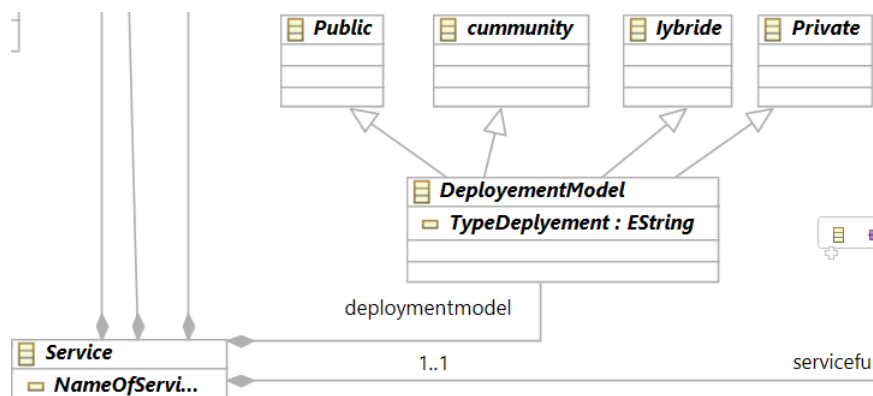 Public
cummunity
Iybride
Private
DeployementModel
TypeDeplyement : EString
deploymentmodel
Service
1..1
servicefu
NameOfServi...